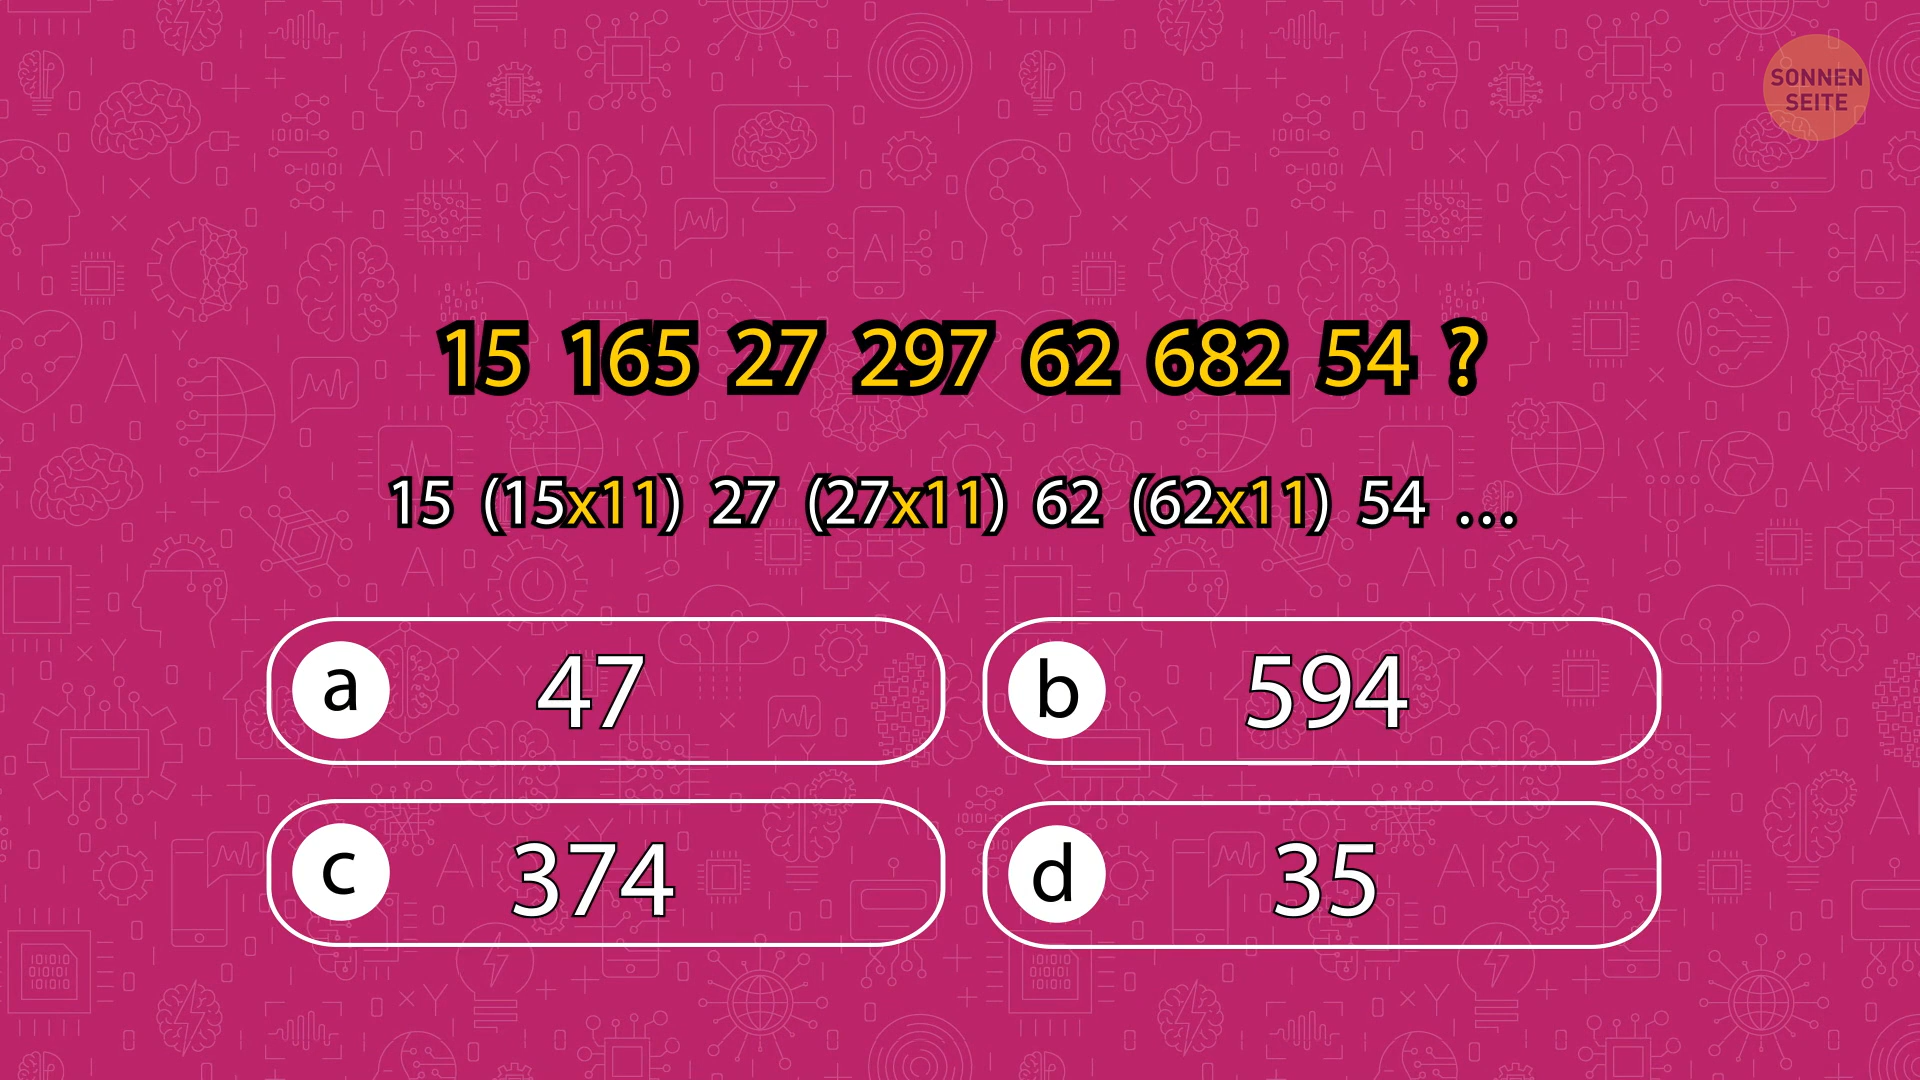 SONNEN
SEITE
15 165 27 297 62 682 54 ?
15 (15x11) 27 (27x11) 62 (62x11) 54 ...
a 47
b 594
c 374
d 35